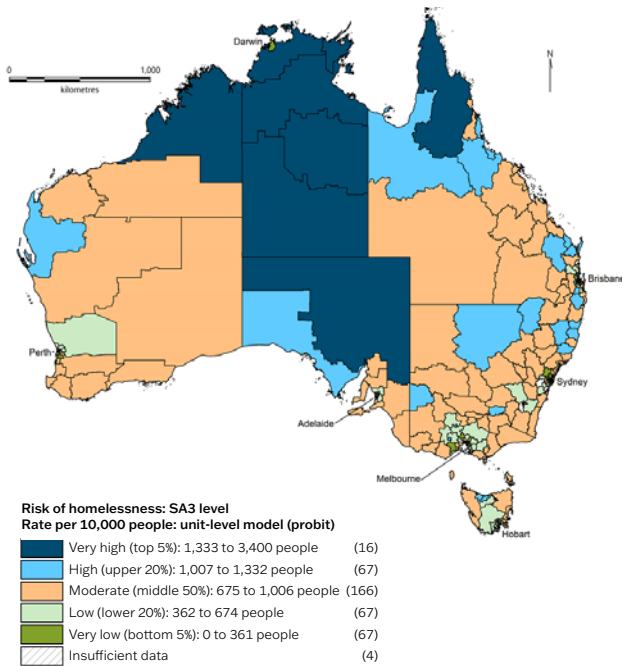 Darwin
N
0 1,000
kilometres
Brisbane
Perth
Sydney
Adelaide
Melbourne
Hobart
Risk of homelessness: SA3 level
Rate per 10,000 people: unit-level model (probit)
Very high (top 5%): 1,333 to 3,400 people (16)
High (upper 20%): 1,007 to 1,332 people (67)
Moderate (middle 50%): 675 to 1,006 people (166)
Low (lower 20%): 362 to 674 people (67)
Very low (bottom 5%): 0 to 361 people (67)
Insufficient data (4)